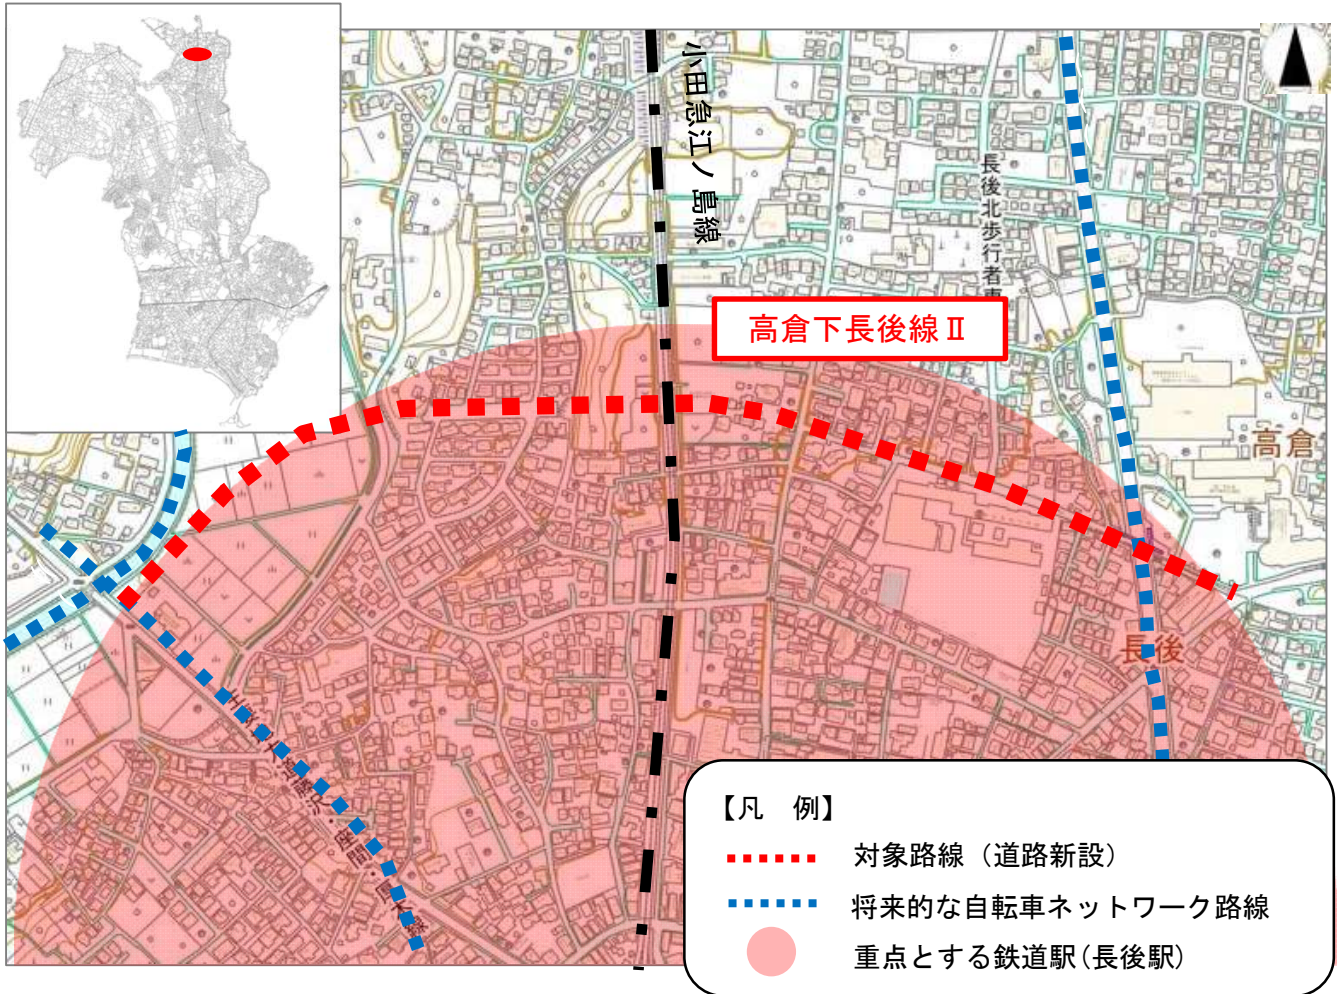 小田急江ノ島線
長後北歩行者専
高倉下長後線Ⅱ
高倉
長後
【凡　例】
対象路線（道路新設）
将来的な自転車ネットワーク路線
重点とする鉄道駅（長後駅）